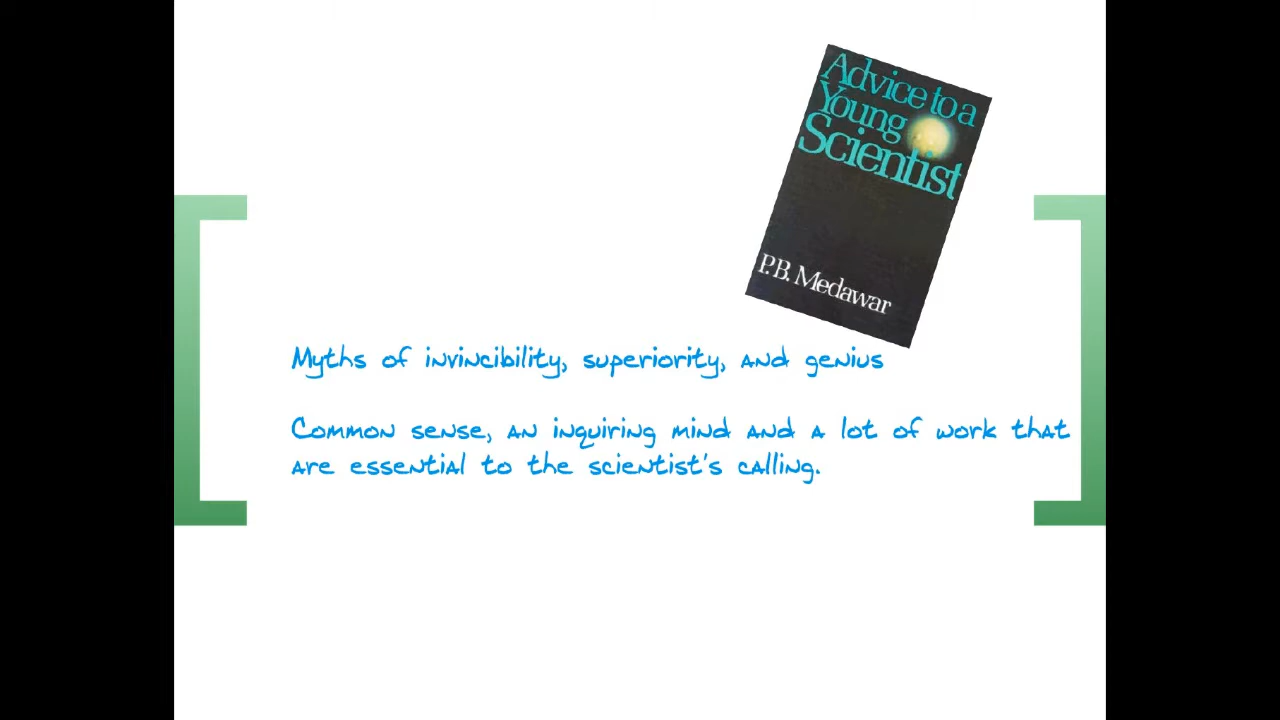 Advice to a
Young
Scientist
P.B. Medawar
Myths of invincibility, superiority, and genius
Common sense, an inquiring mind and a lot of work that
are essential to the scientist's calling.